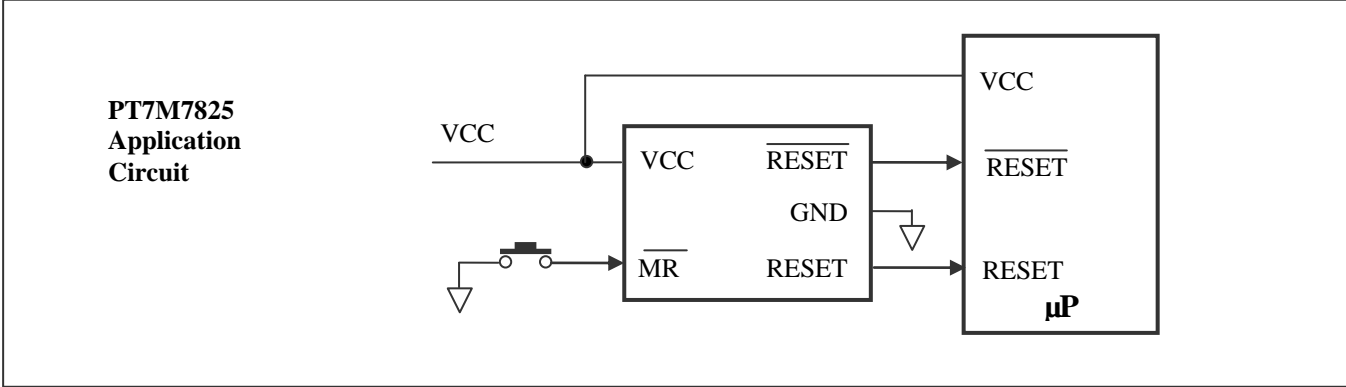 PT7M7825
Application
Circuit
VCC
VCC
RESET
GND
MR
RESET
VCC
RESET
RESET
µP